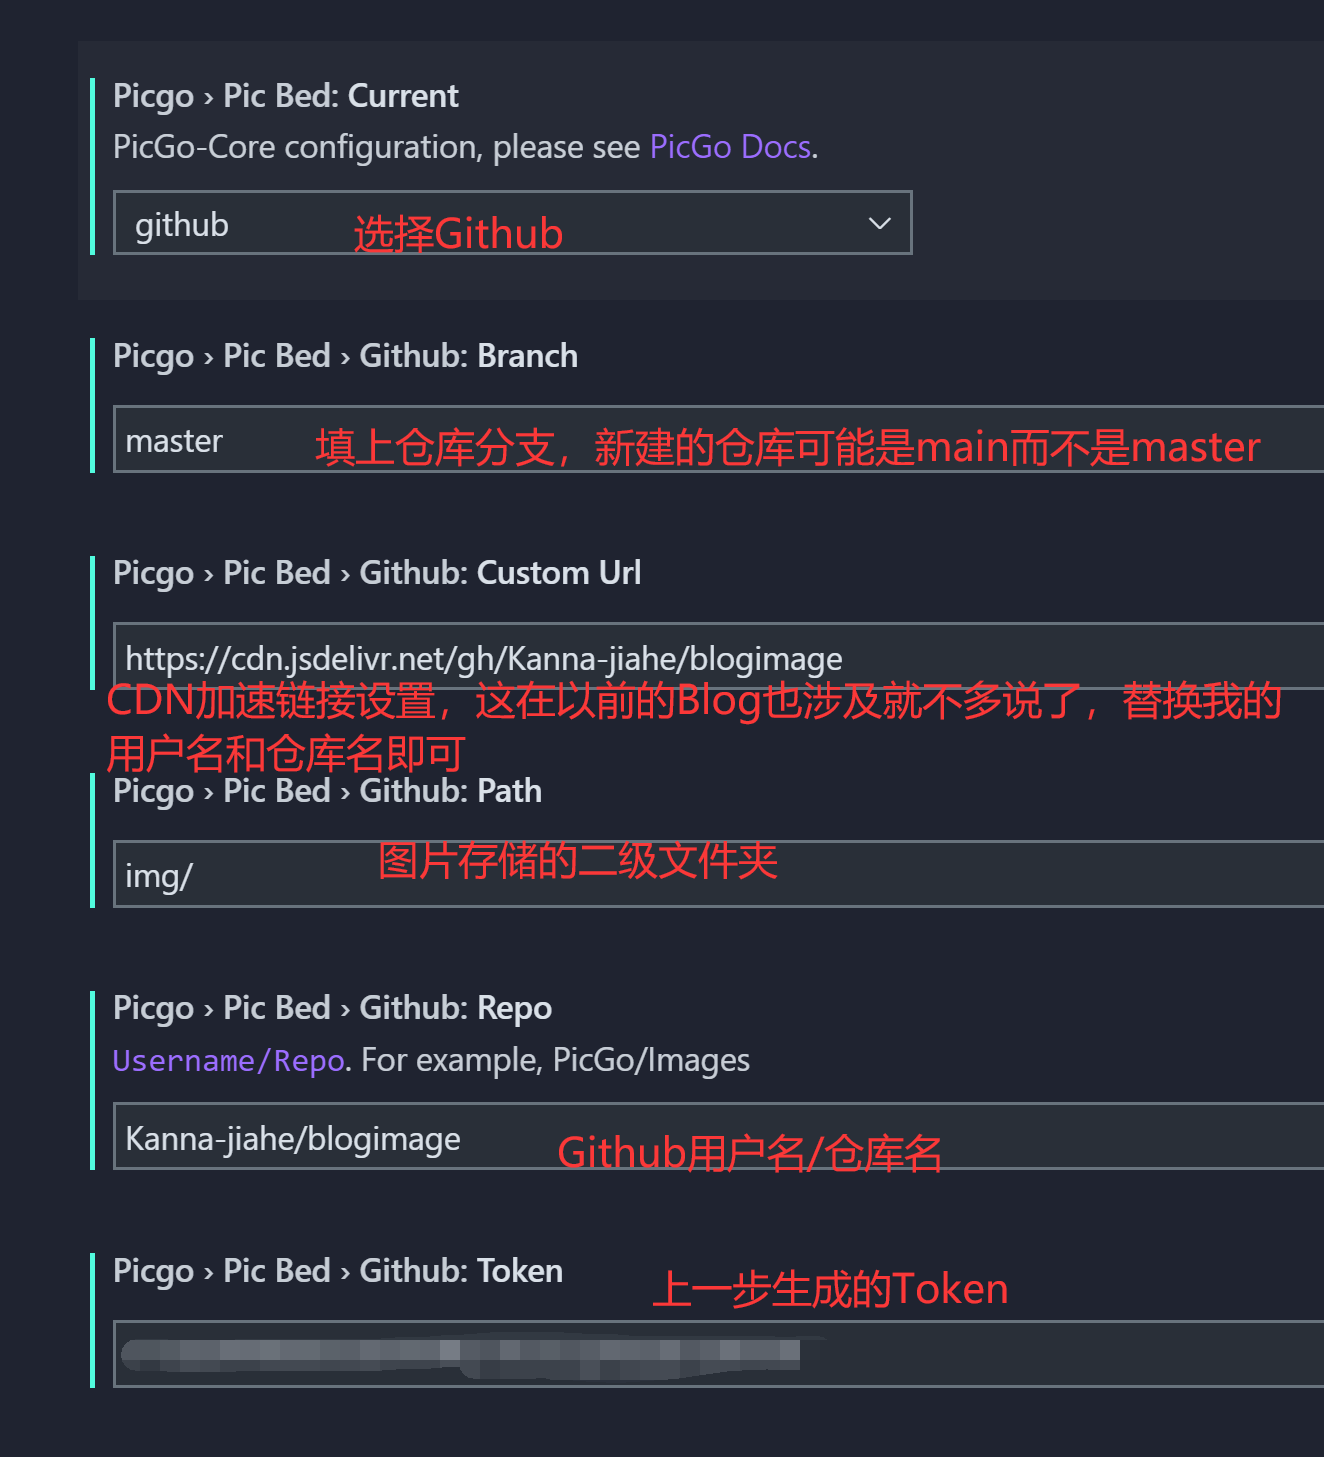 Picgo › Pic Bed: Current
PicGo-Core configuration, please see PicGo Docs.
github 选择Github
Picgo › Pic Bed › Github: Branch
master 填上仓库分支，新建的仓库可能是main而不是master
Picgo › Pic Bed › Github: Custom Url
https://cdn.jsdelivr.net/gh/Kanna-jiahe/blogimage
CDN加速链接设置，这在以前的Blog也涉及就不多说了，替换我的
用户名和仓库名即可
Picgo › Pic Bed › Github: Path
img/ 图片存储的二级文件夹
Picgo › Pic Bed › Github: Repo
Username/Repo. For example, PicGo/Images
Kanna-jiahe/blogimage Github用户名/仓库名
Picgo › Pic Bed › Github: Token 上一步生成的Token